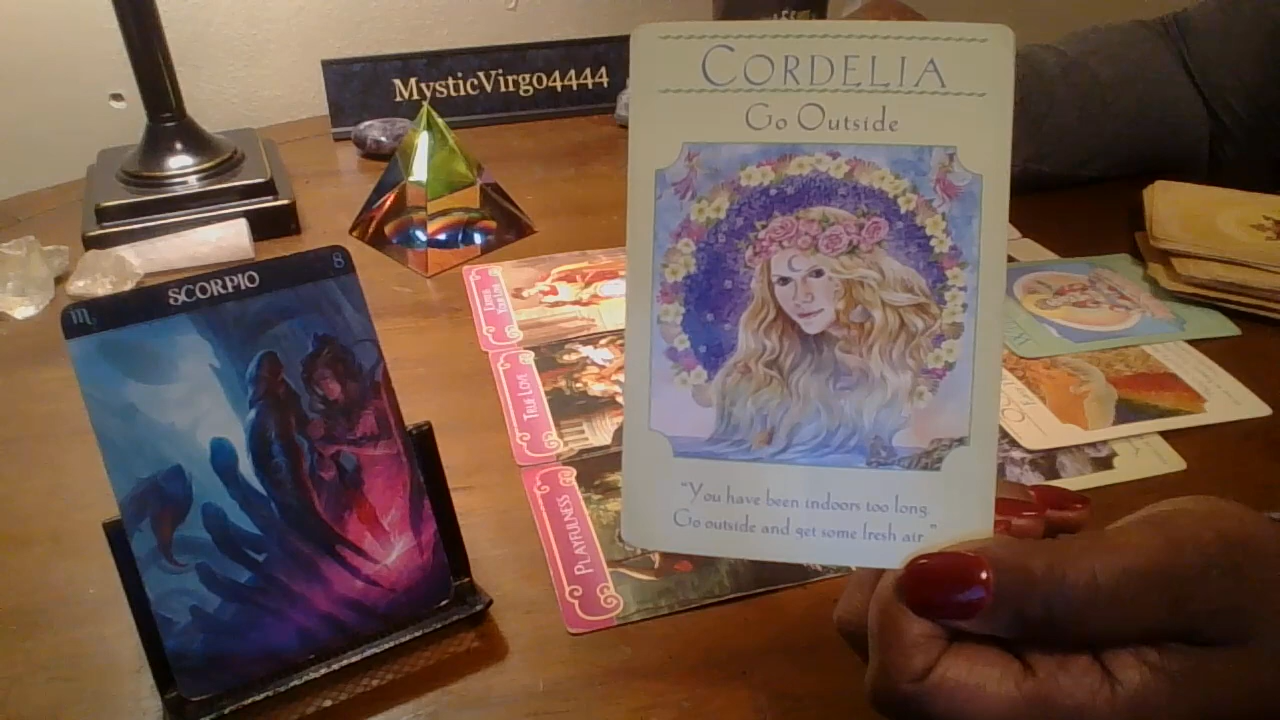 MysticVirgo4444
CORDELIA
Go Outside
"You have been indoors too long.
Go outside and get some fresh air."
SCORPIO
8
♏
TRUE LOVE
PLAYFULNESS